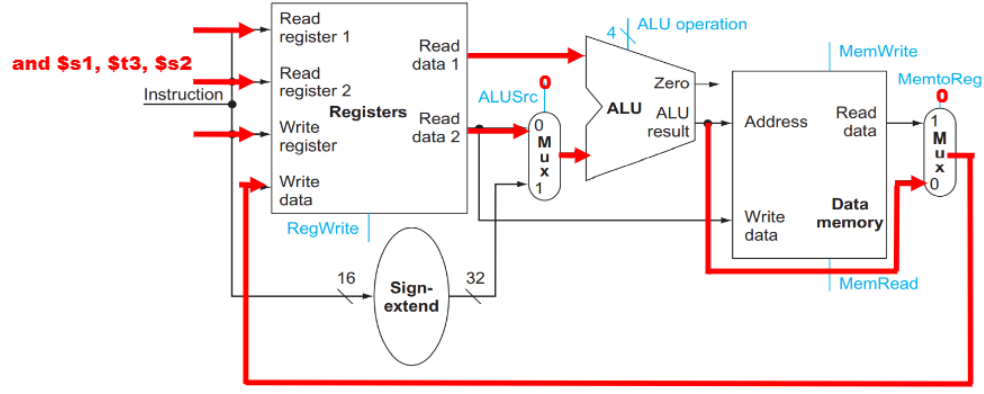 and $s1, $t3, $s2
Instruction
Read
register 1
Read
register 2
Registers
Write
register
Write
data
Read
data 1
Read
data 2
RegWrite
16
Sign-
extend
32
ALUSrc
0
0
M
u
x
1
4
ALU operation
Zero
ALU
ALU
result
MemWrite
Address
Read
data
Write
data
Data
memory
MemRead
MemtoReg
0
1
M
u
x
0